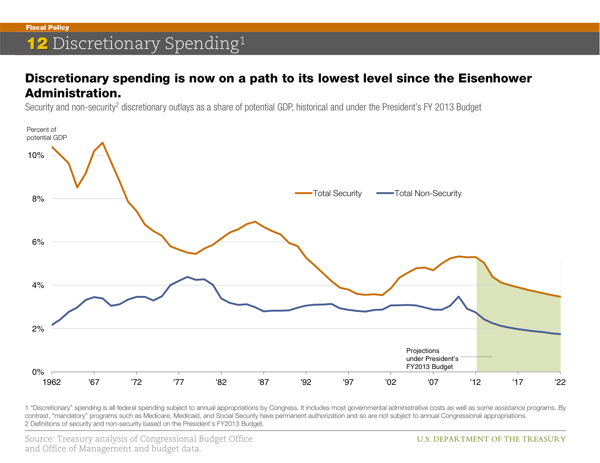 Fiscal Policy
12 Discretionary Spending¹
Discretionary spending is now on a path to its lowest level since the Eisenhower
Administration.
Security and non-security² discretionary outlays as a share of potential GDP, historical and under the President's FY 2013 Budget
Percent of
potential GDP
10%
8%
6%
4%
2%
0%
Total Security
Total Non-Security
Projections
under President's
FY2013 Budget
1962 '67 '72 '77 '82 '87 '92 '97 '02 '07 '12 '17 '22
1 "Discretionary" spending is all federal spending subject to annual appropriations by Congress. It includes most governmental administrative costs as well as some assistance programs. By
contrast, "mandatory" programs such as Medicare, Medicaid, and Social Security have permanent authorization and so are not subject to annual Congressional appropriations.
2 Definitions of security and non-security based on the President's FY2013 Budget.
Source: Treasury analysis of Congressional Budget Office
and Office of Management and budget data.
U.S. DEPARTMENT OF THE TREASURY